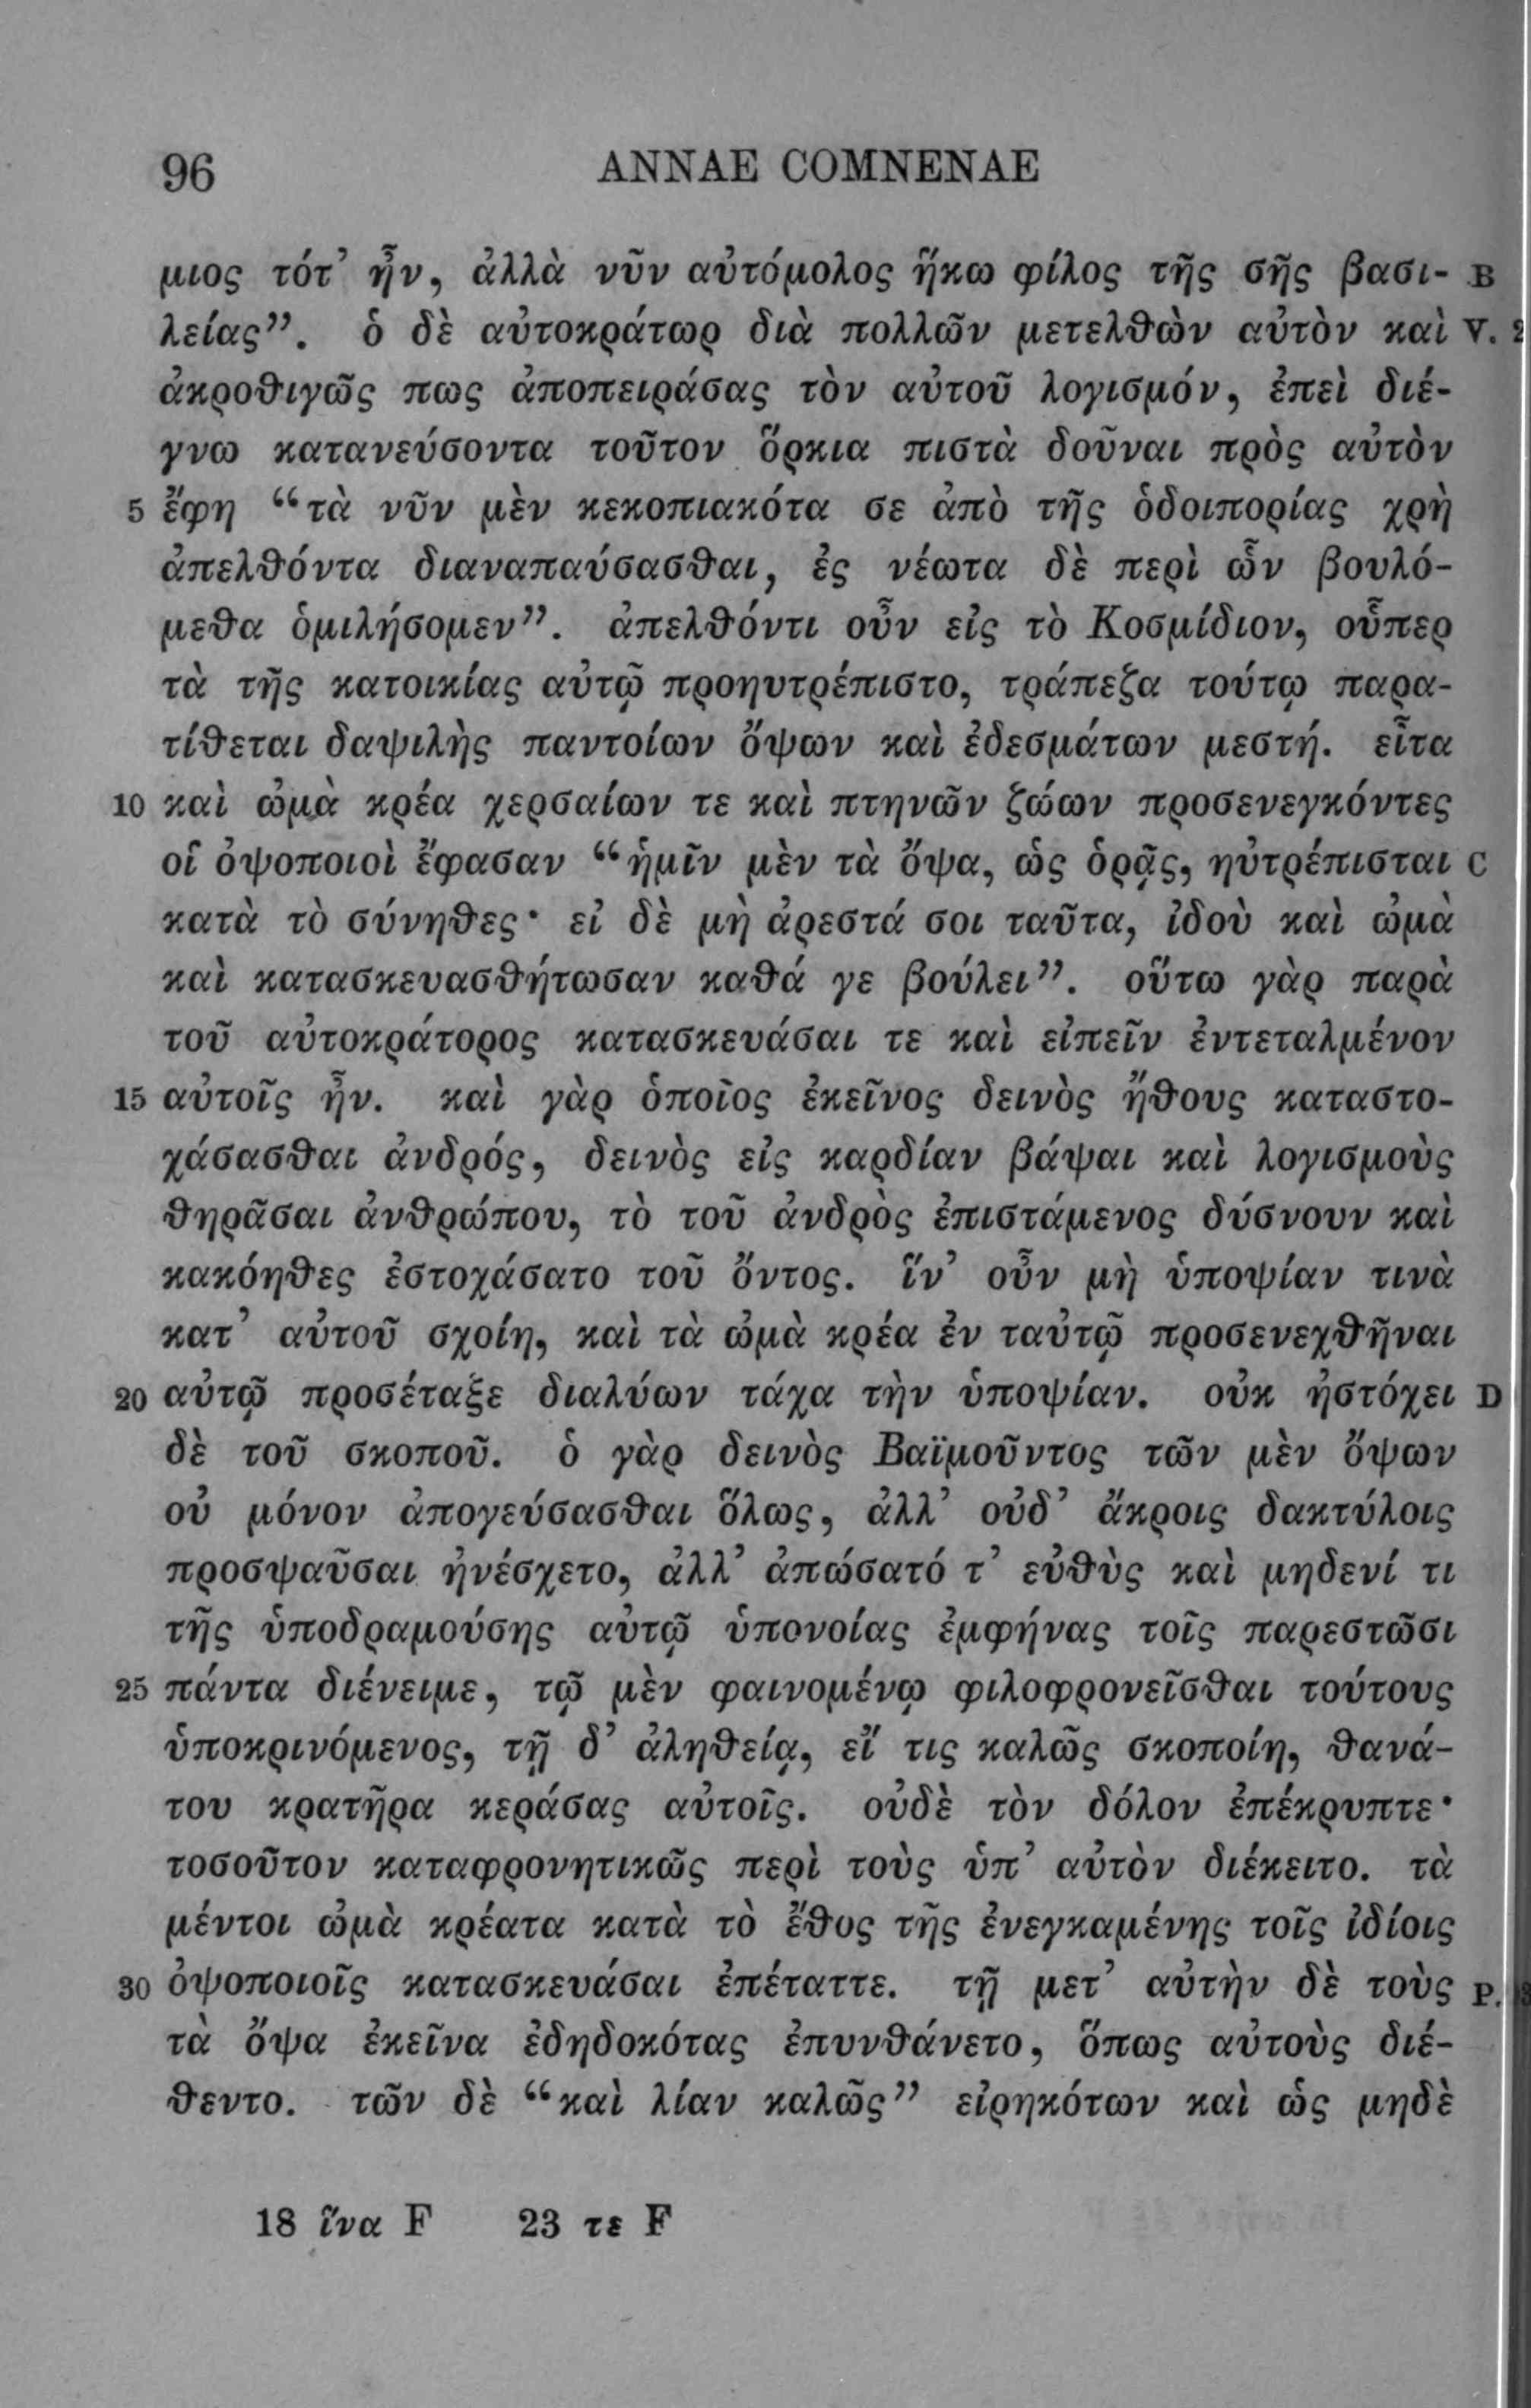 96 ANNAE COMNENAE
μιος τότ’ ἦν, ἀλλὰ νῦν αὐτόμολος ἥκω φίλος τῆς σῆς βασι- B
λείας”. ὁ δὲ αὐτοκράτωρ διὰ πολλῶν μετελθὼν αὐτὸν καὶ V.
ἀκροθιγῶς πως ἀποπειράσας τὸν αὐτοῦ λογισμόν, ἐπεὶ διέ-
γνω κατανεύσοντα τοῦτον ὅρκια πιστὰ δοῦναι πρὸς αὐτὸν
5 ἔφη “τὰ νῦν μὲν κεκοπιακότα σε ἀπὸ τῆς ὁδοιπορίας χρὴ
ἀπελθόντα διαναπαύσασθαι, ἐς νέωτα δὲ περὶ ὧν βουλό-
μεθα ὁμιλήσομεν”. ἀπελθόντι οὖν εἰς τὸ Κοσμίδιον, οὗπερ
τὰ τῆς κατοικίας αὐτῷ προηυτρέπιστο, τράπεζα τούτῳ παρα-
τίθεται δαψιλὴς παντοίων ὄψων καὶ ἐδεσμάτων μεστή. εἶτα
10 καὶ ὠμὰ κρέα χερσαίων τε καὶ πτηνῶν ζώων προσενεγκόντες
οἱ ὀψοποιοὶ ἔφασαν “ἡμῖν μὲν τὰ ὄψα, ὡς ὁρᾷς, ηὐτρέπισται C
κατὰ τὸ σύνηθες· εἰ δὲ μὴ ἀρεστά σοι ταῦτα, ἰδοὺ καὶ ὠμὰ
καὶ κατασκευασθήτωσαν καθά γε βούλει”. οὕτω γὰρ παρὰ
τοῦ αὐτοκράτορος κατασκευάσαι τε καὶ εἰπεῖν ἐντεταλμένον
15 αὐτοῖς ἦν. καὶ γὰρ ὁποῖος ἐκεῖνος δεινὸς ἤθους καταστο-
χάσασθαι ἀνδρός, δεινὸς εἰς καρδίαν βάψαι καὶ λογισμοὺς
θηρᾶσαι ἀνθρώπου, τὸ τοῦ ἀνδρὸς ἐπιστάμενος δύσνουν καὶ
κακόηθες ἐστοχάσατο τοῦ ὄντος. ἵν’ οὖν μὴ ὑποψίαν τινὰ
κατ’ αὐτοῦ σχοίη, καὶ τὰ ὠμὰ κρέα ἐν ταὐτῷ προσενεχθῆναι
20 αὐτῷ προσέταξε διαλύων τάχα τὴν ὑποψίαν. οὐκ ἠστόχει D
δὲ τοῦ σκοποῦ. ὁ γὰρ δεινὸς Βαϊμοῦντος τῶν μὲν ὄψων
οὐ μόνον ἀπογεύσασθαι ὅλως, ἀλλ’ οὐδ’ ἄκροις δακτύλοις
προσψαῦσαι ἠνέσχετο, ἀλλ’ ἀπώσατό τ’ εὐθὺς καὶ μηδενί τι
τῆς ὑποδραμούσης αὐτῷ ὑπονοίας ἐμφήνας τοῖς παρεστῶσι
25 πάντα διένειμε, τῷ μὲν φαινομένῳ φιλοφρονεῖσθαι τούτους
ὑποκρινόμενος, τῇ δ’ ἀληθείᾳ, εἴ τις καλῶς σκοποίη, θανά-
του κρατῆρα κεράσας αὐτοῖς. οὐδὲ τὸν δόλον ἐπέκρυπτε·
τοσοῦτον καταφρονητικῶς περὶ τοὺς ὑπ’ αὐτὸν διέκειτο. τὰ
μέντοι ὠμὰ κρέατα κατὰ τὸ ἔθος τῆς ἐνεγκαμένης τοῖς ἰδίοις
30 ὀψοποιοῖς κατασκευάσαι ἐπέταττε. τῇ μετ’ αὐτὴν δὲ τοὺς P.
τὰ ὄψα ἐκεῖνα ἐδηδοκότας ἐπυνθάνετο, ὅπως αὐτοὺς διέ-
θεντο. τῶν δὲ “καὶ λίαν καλῶς” εἰρηκότων καὶ ὡς μηδὲ
18 ἵνα F 23 τε F